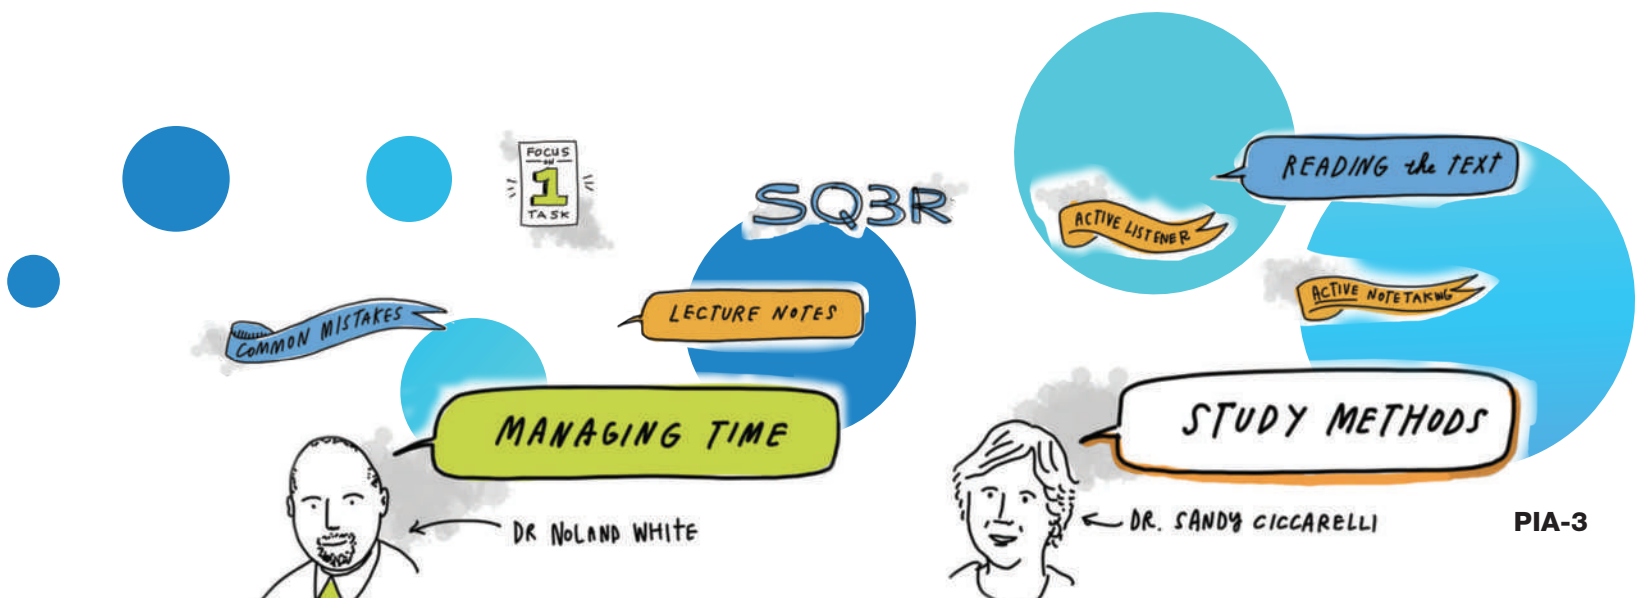 FOCUS
ON
1
TASK
SQ3R
READING the TEXT
ACTIVE LISTENER
ACTIVE NOTETAKING
COMMON MISTAKES
LECTURE NOTES
MANAGING TIME
STUDY METHODS
DR NOLAND WHITE
DR. SANDY CICCARELLI
PIA-3